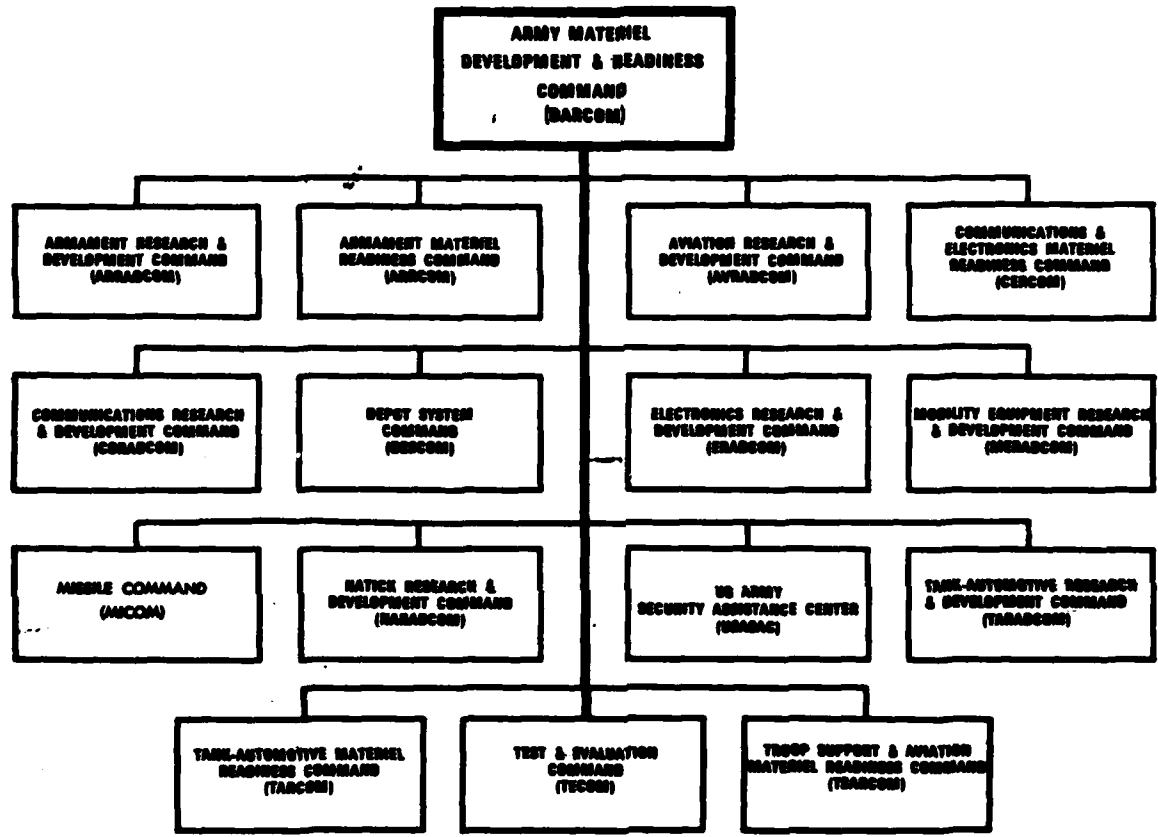 ARMY MATERIEL
DEVELOPMENT & READINESS
COMMAND
(DARCOM)
ARMAMENT RESEARCH &
DEVELOPMENT COMMAND
(ARRADCOM)
ARMAMENT MATERIEL
READINESS COMMAND
(ARRCOM)
AVIATION RESEARCH &
DEVELOPMENT COMMAND
(AVRADCOM)
COMMUNICATIONS &
ELECTRONICS MATERIEL
READINESS COMMAND
(CERCOM)
COMMUNICATIONS RESEARCH
& DEVELOPMENT COMMAND
(CORADCOM)
DEPOT SYSTEM
COMMAND
(DESCOM)
ELECTRONICS RESEARCH &
DEVELOPMENT COMMAND
(ERADCOM)
MOBILITY EQUIPMENT RESEARCH
& DEVELOPMENT COMMAND
(MERADCOM)
MISSILE COMMAND
(MICOM)
NATICK RESEARCH &
DEVELOPMENT COMMAND
(NARADCOM)
US ARMY
SECURITY ASSISTANCE CENTER
(USASAC)
TANK-AUTOMOTIVE RESEARCH
& DEVELOPMENT COMMAND
(TARADCOM)
TANK-AUTOMOTIVE MATERIEL
READINESS COMMAND
(TARCOM)
TEST & EVALUATION
COMMAND
(TECOM)
TROOP SUPPORT & AVIATION
MATERIEL READINESS COMMAND
(TSARCOM)